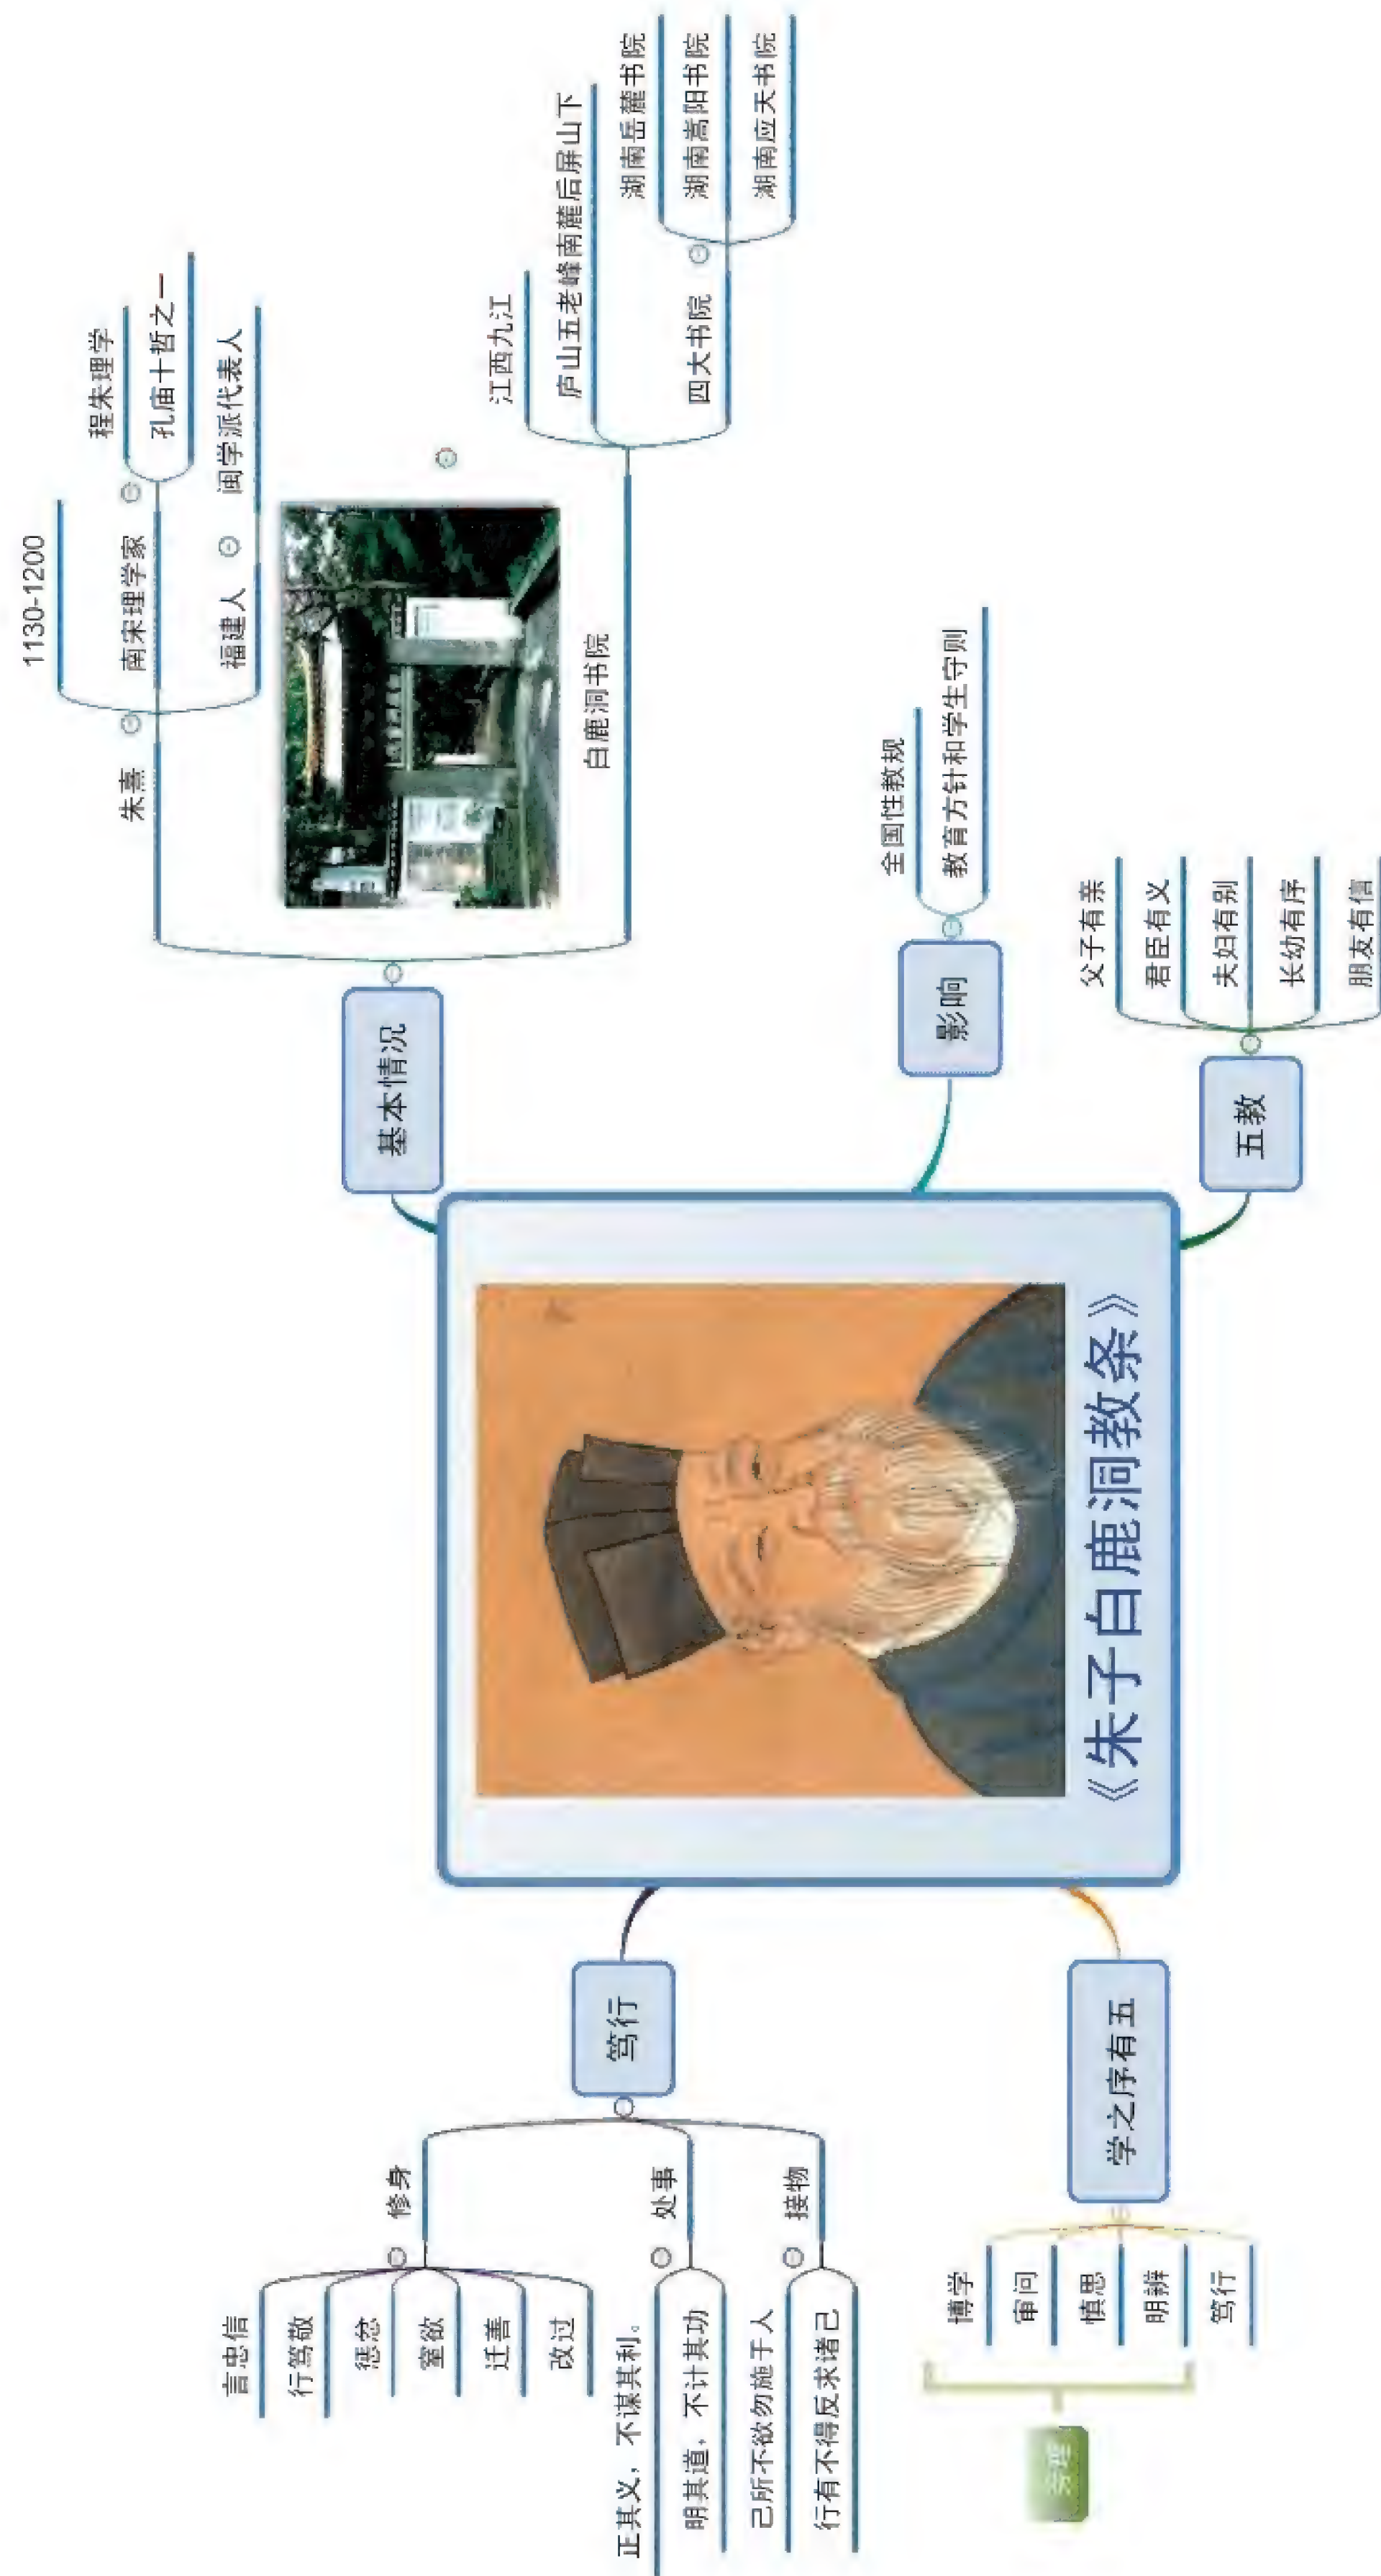 《朱子白鹿洞教条》
基本情况
朱熹
1130-1200
南宋理学家
程朱理学
孔庙十哲之一
福建人
闽学派代表人
白鹿洞书院
江西九江
庐山五老峰南麓后屏山下
四大书院
湖南岳麓书院
湖南嵩阳书院
湖南应天书院
影响
全国性教规
教育方针和学生守则
五教
父子有亲
君臣有义
夫妇有别
长幼有序
朋友有信
笃行
修身
言忠信
行笃敬
惩忿
窒欲
迁善
改过
处事
正其义，不谋其利。
明其道，不计其功
接物
己所不欲勿施于人
行有不得反求诸己
学之序有五
博学
审问
慎思
明辨
笃行